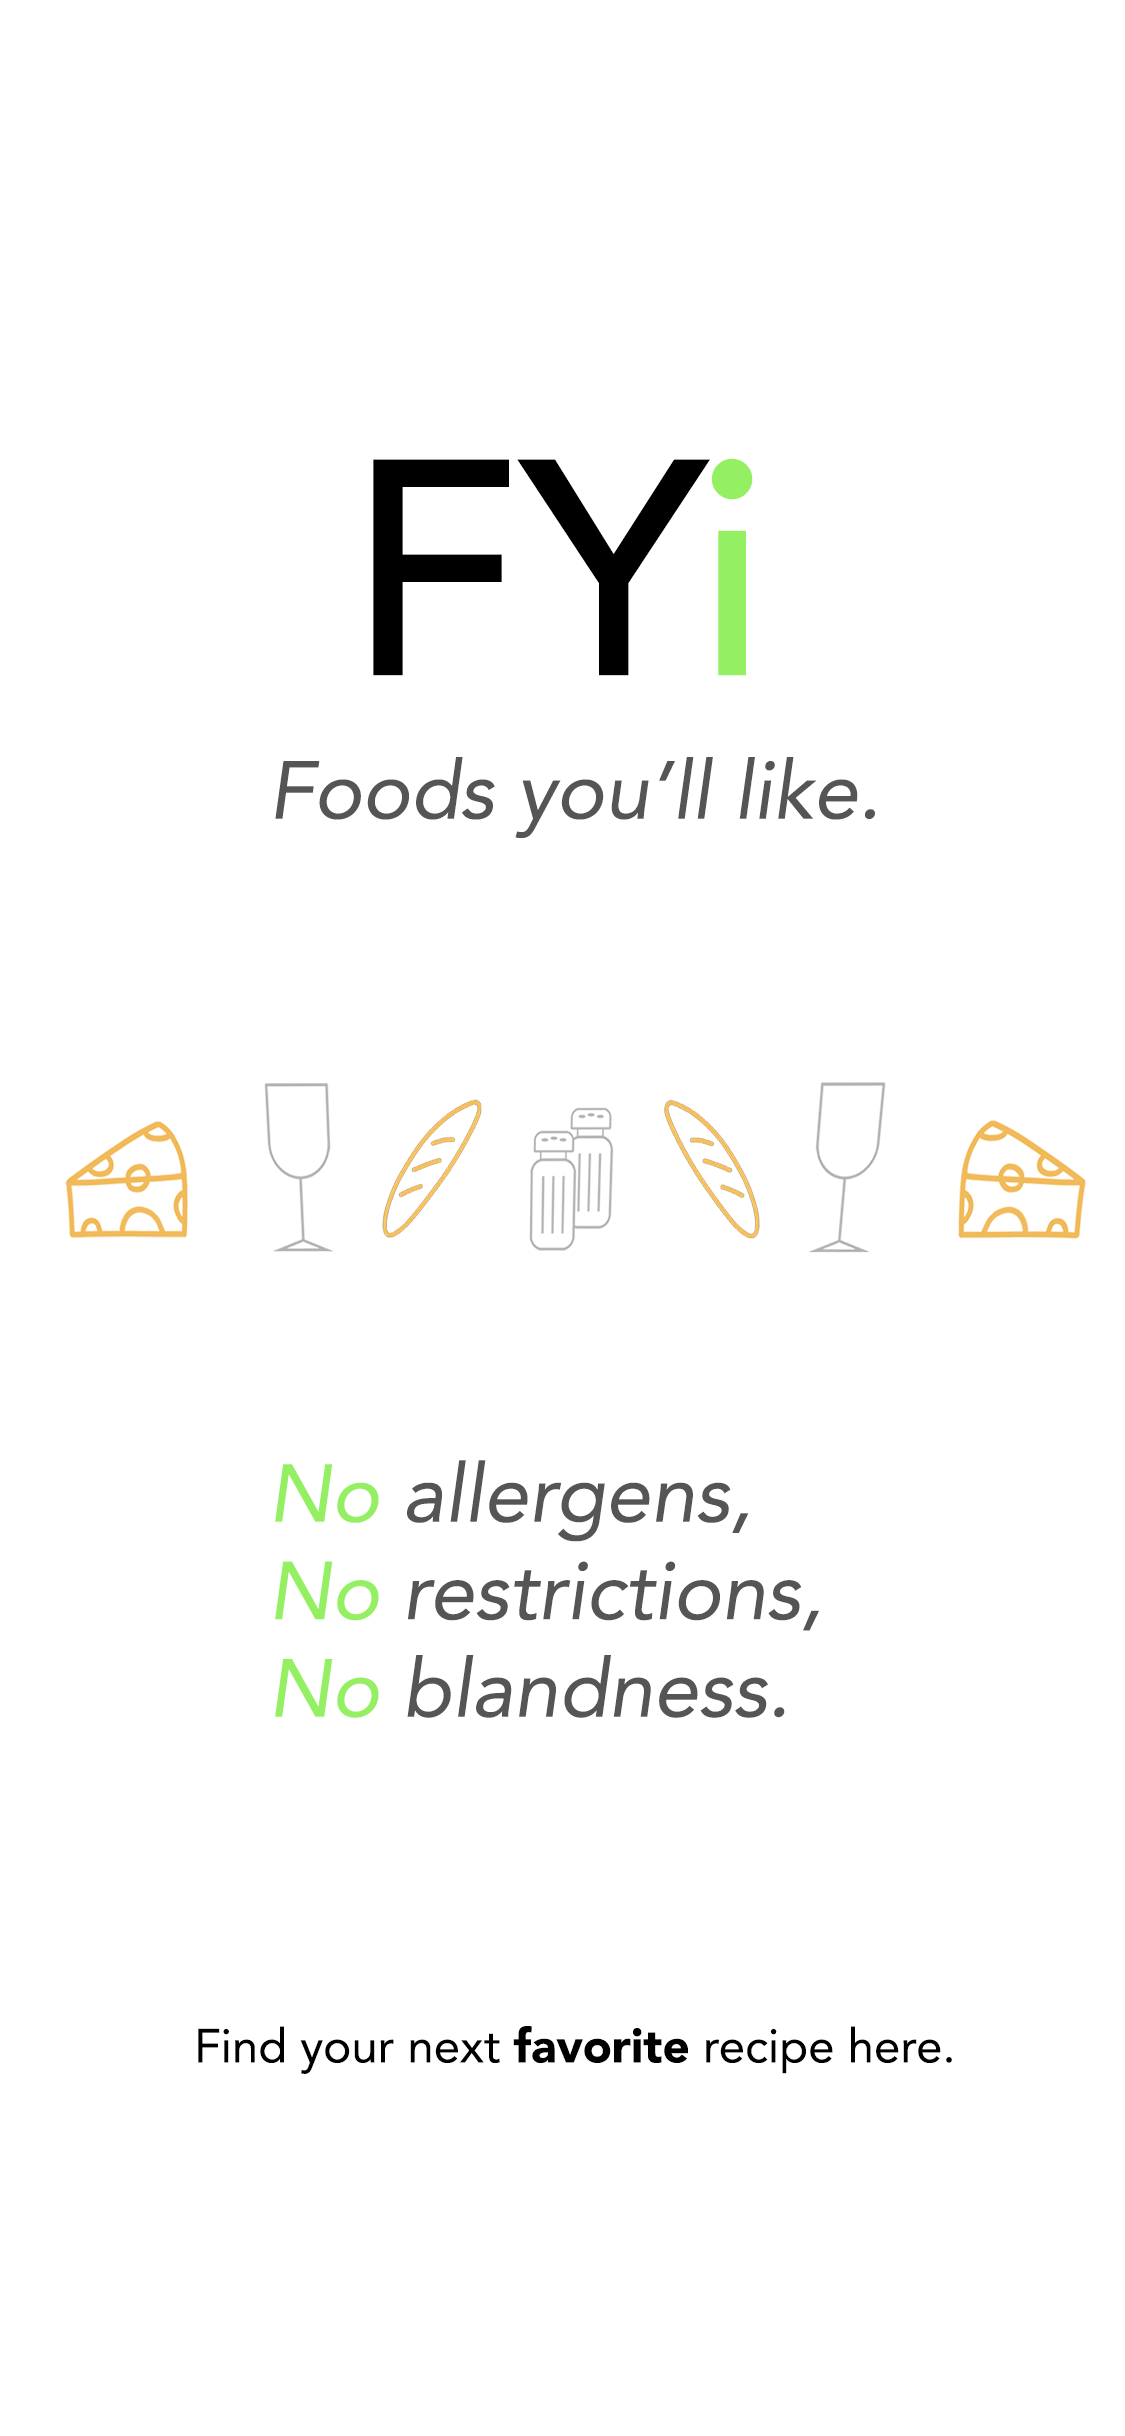 FYi
Foods you’ll like.
No allergens,
No restrictions,
No blandness.
Find your next favorite recipe here.